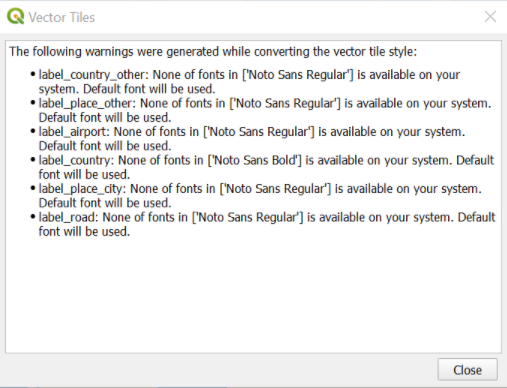 Vector Tiles
The following warnings were generated while converting the vector tile style:
• label_country_other: None of fonts in ['Noto Sans Regular'] is available on your
system. Default font will be used.
• label_place_other: None of fonts in ['Noto Sans Regular'] is available on your system.
Default font will be used.
• label_airport: None of fonts in ['Noto Sans Regular'] is available on your system.
Default font will be used.
• label_country: None of fonts in ['Noto Sans Bold'] is available on your system. Default
font will be used.
• label_place_city: None of fonts in ['Noto Sans Regular'] is available on your system.
Default font will be used.
• label_road: None of fonts in ['Noto Sans Regular'] is available on your system. Default
font will be used.
Close